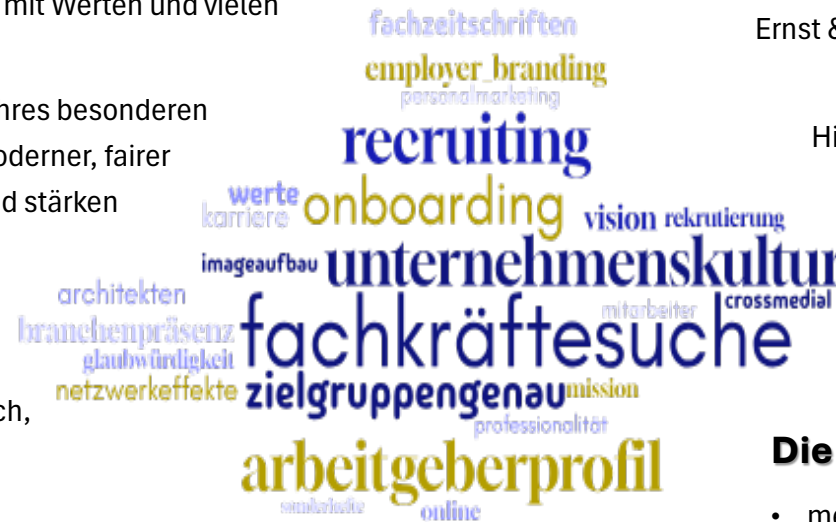 mit Werten und vielen
hres besonderen
oderner, fairer
d stärken
ch,
fachzeitschriften
employer_branding
personalmarketing
recruiting
werte
karriere
onboarding
vision
rekrutierung
imageaufbau
unternehmenskultur
architekten
mitarbeiter
crossmedial
branchenpräsenz
fachkräftesuche
glaubwürdigkeit
netzwerkeffekte
zielgruppengenau
mission
professionalität
arbeitgeberprofil
online
Ernst &
Hi
Die
• me